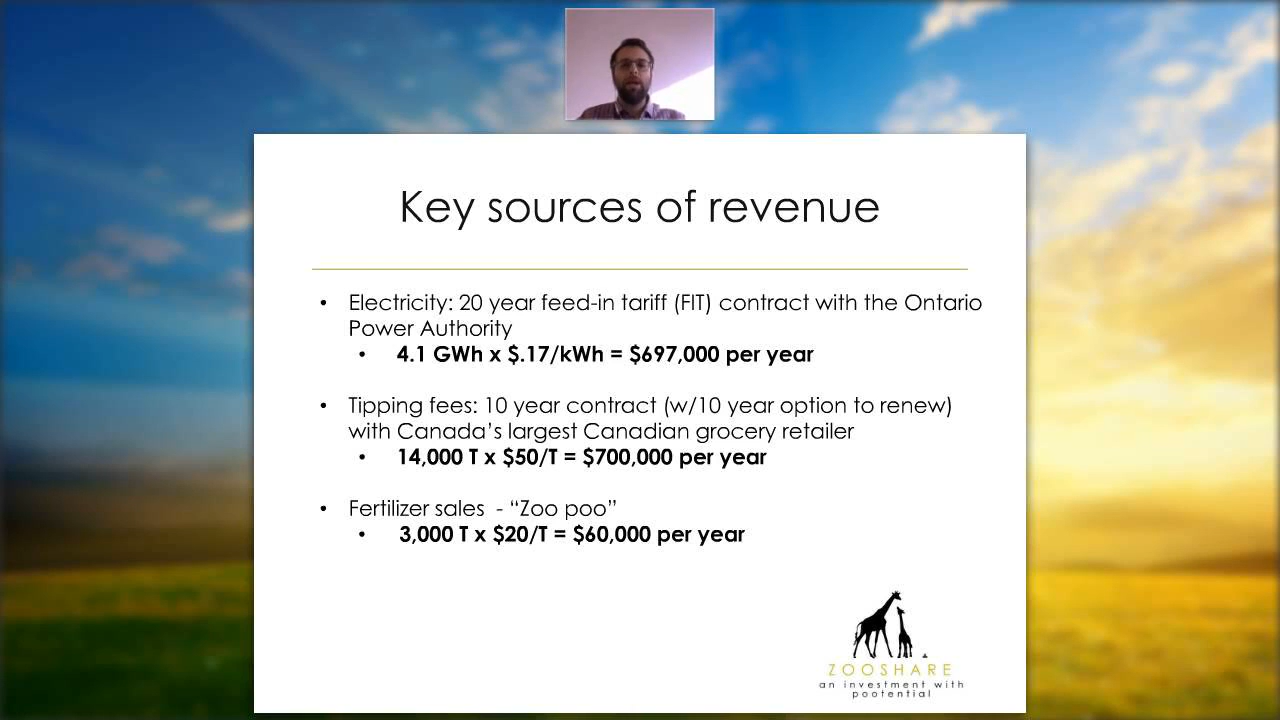 Key sources of revenue
• Electricity: 20 year feed-in tariff (FIT) contract with the Ontario
Power Authority
• 4.1 GWh x $.17/kWh = $697,000 per year
• Tipping fees: 10 year contract (w/10 year option to renew)
with Canada's largest Canadian grocery retailer
• 14,000 T x $50/T = $700,000 per year
• Fertilizer sales - “Zoo poo”
• 3,000 T x $20/T = $60,000 per year
ZOOSHARE
an investment with
pootential